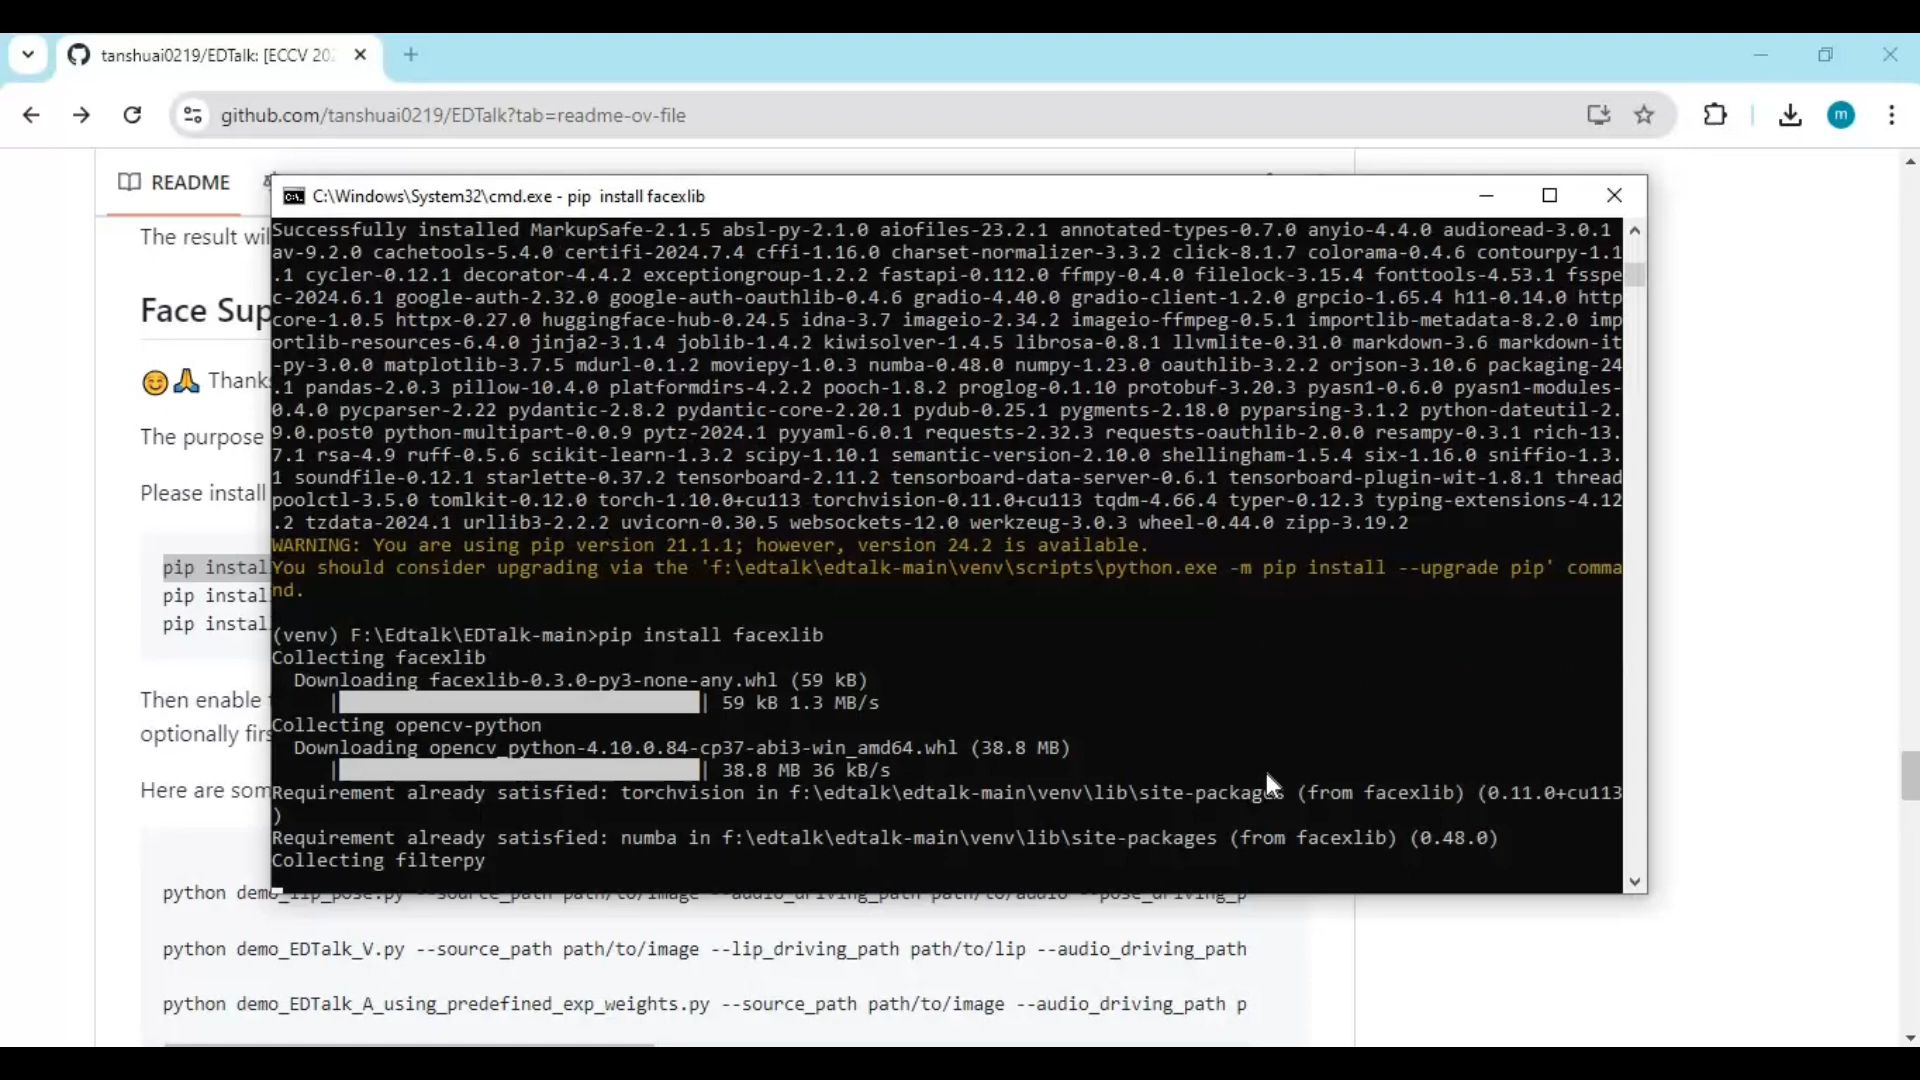 tanshuai0219/EDTalk: [ECCV 20
github.com/tanshuai0219/EDTalk?tab=readme-ov-file
m
README
C:\Windows\System32\cmd.exe - pip  install facexlib
The result wil
Face Sup
Thank
The purpose
Please install
pip instal
pip instal
pip instal
Then enable
optionally firs
Here are som
Successfully installed MarkupSafe-2.1.5 absl-py-2.1.0 aiofiles-23.2.1 annotated-types-0.7.0 anyio-4.4.0 audioread-3.0.1
av-9.2.0 cachetools-5.4.0 certifi-2024.7.4 cffi-1.16.0 charset-normalizer-3.3.2 click-8.1.7 colorama-0.4.6 contourpy-1.1
.1 cycler-0.12.1 decorator-4.4.2 exceptiongroup-1.2.2 fastapi-0.112.0 ffmpy-0.4.0 filelock-3.15.4 fonttools-4.53.1 fsspe
c-2024.6.1 google-auth-2.32.0 google-auth-oauthlib-0.4.6 gradio-4.40.0 gradio-client-1.2.0 grpcio-1.65.4 h11-0.14.0 http
core-1.0.5 httpx-0.27.0 huggingface-hub-0.24.5 idna-3.7 imageio-2.34.2 imageio-ffmpeg-0.5.1 importlib-metadata-8.2.0 imp
ortlib-resources-6.4.0 jinja2-3.1.4 joblib-1.4.2 kiwisolver-1.4.5 librosa-0.8.1 llvmlite-0.31.0 markdown-3.6 markdown-it
-py-3.0.0 matplotlib-3.7.5 mdurl-0.1.2 moviepy-1.0.3 numba-0.48.0 numpy-1.23.0 oauthlib-3.2.2 orjson-3.10.6 packaging-24
.1 pandas-2.0.3 pillow-10.4.0 platformdirs-4.2.2 pooch-1.8.2 proglog-0.1.10 protobuf-3.20.3 pyasn1-0.6.0 pyasn1-modules-
0.4.0 pycparser-2.22 pydantic-2.8.2 pydantic-core-2.20.1 pydub-0.25.1 pygments-2.18.0 pyparsing-3.1.2 python-dateutil-2.
9.0.post0 python-multipart-0.0.9 pytz-2024.1 pyyaml-6.0.1 requests-2.32.3 requests-oauthlib-2.0.0 resampy-0.3.1 rich-13.
7.1 rsa-4.9 ruff-0.5.6 scikit-learn-1.3.2 scipy-1.10.1 semantic-version-2.10.0 shellingham-1.5.4 six-1.16.0 sniffio-1.3.
1 soundfile-0.12.1 starlette-0.37.2 tensorboard-2.11.2 tensorboard-data-server-0.6.1 tensorboard-plugin-wit-1.8.1 thread
poolctl-3.5.0 tomlkit-0.12.0 torch-1.10.0+cu113 torchvision-0.11.0+cu113 tqdm-4.66.4 typer-0.12.3 typing-extensions-4.12
.2 tzdata-2024.1 urllib3-2.2.2 uvicorn-0.30.5 websockets-12.0 werkzeug-3.0.3 wheel-0.44.0 zipp-3.19.2
WARNING: You are using pip version 21.1.1; however, version 24.2 is available.
You should consider upgrading via the 'f:\edtalk\edtalk-main\venv\scripts\python.exe -m pip install --upgrade pip' comma
nd.
(venv) F:\Edtalk\EDTalk-main>pip install facexlib
Collecting facexlib
Downloading facexlib-0.3.0-py3-none-any.whl (59 kB)
| | 59 kB 1.3 MB/s
Collecting opencv-python
Downloading opencv_python-4.10.0.84-cp37-abi3-win_amd64.whl (38.8 MB)
| | 38.8 MB 36 kB/s
Requirement already satisfied: torchvision in f:\edtalk\edtalk-main\venv\lib\site-packages (from facexlib) (0.11.0+cu113
)
Requirement already satisfied: numba in f:\edtalk\edtalk-main\venv\lib\site-packages (from facexlib) (0.48.0)
Collecting filterpy
python demo_lip_pose.py --source_path path/to/image --audio_driving_path path/to/audio --pose_driving_p
python demo_EDTalk_V.py --source_path path/to/image --lip_driving_path path/to/lip --audio_driving_path
python demo_EDTalk_A_using_predefined_exp_weights.py --source_path path/to/image --audio_driving_path p